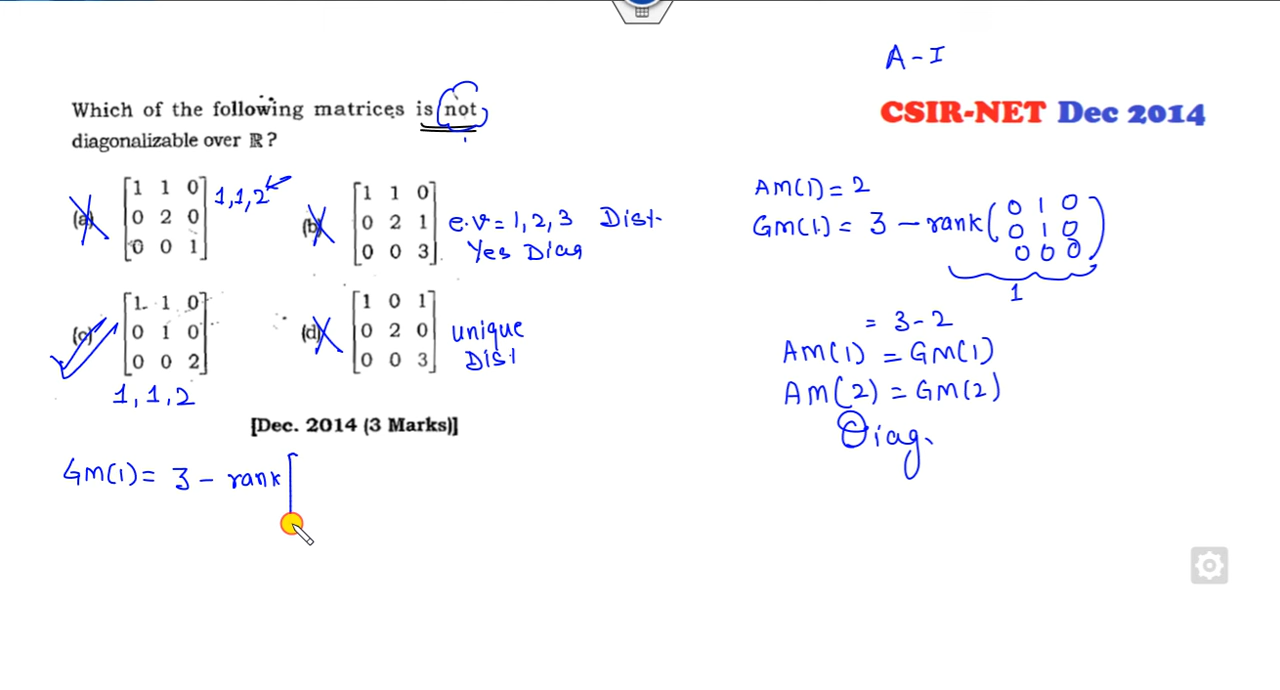 A - I
CSIR-NET Dec 2014
Which of the following matrices is not
diagonalizable over ℝ?
(a) [1 1 0
0 2 0
0 0 1] 1,1,2
(b) [1 1 0
0 2 1
0 0 3] e.v = 1,2,3 Dist.
Yes Diag
(c) [1 1 0
0 1 0
0 0 2]
1,1,2
(d) [1 0 1
0 2 0
0 0 3] unique
Dist
[Dec. 2014 (3 Marks)]
GM(1) = 3 - rank [
AM(1) = 2
GM(1) = 3 - rank (0 1 0
0 1 0
0 0 0)
1
= 3 - 2
AM(1) = GM(1)
AM(2) = GM(2)
Diag.